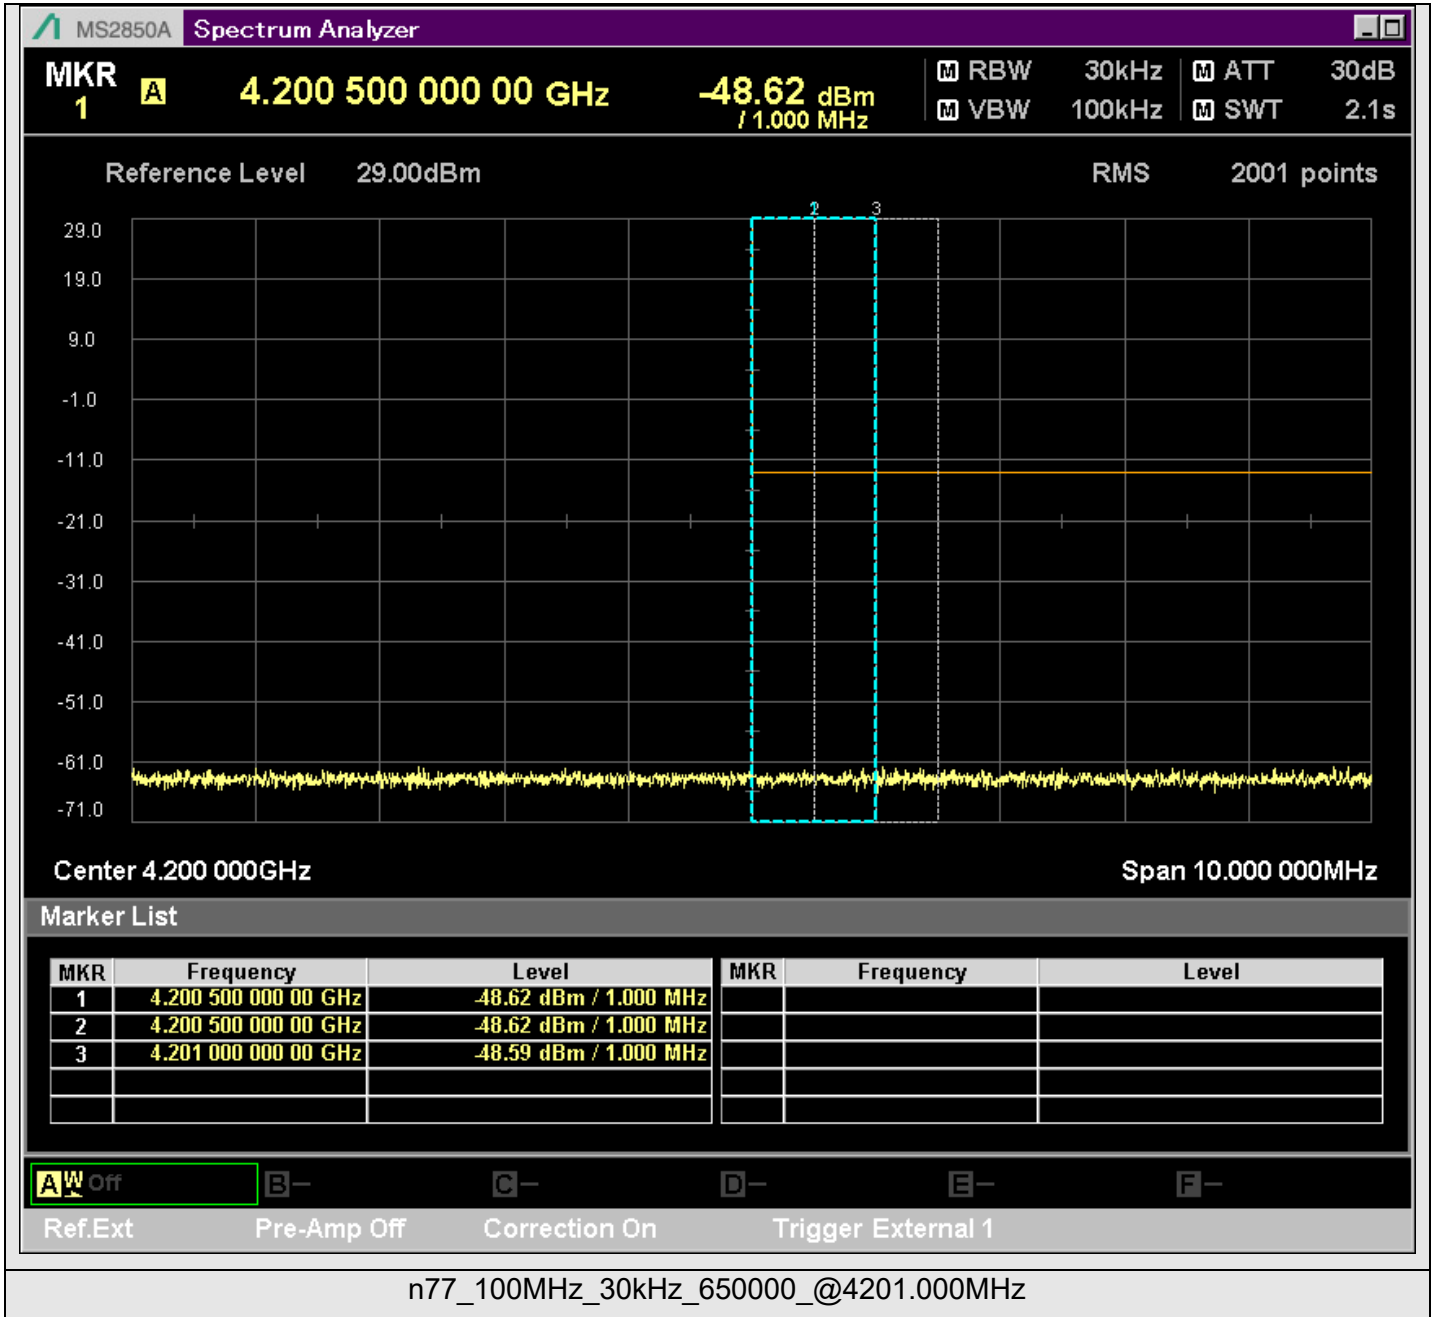 MS2850A Spectrum Analyzer
MKR 1 A 4.200 500 000 00 GHz -48.62 dBm / 1.000 MHz
M RBW 30kHz M ATT 30dB
M VBW 100kHz M SWT 2.1s
Reference Level 29.00dBm RMS 2001 points
2 3
29.0
19.0
9.0
-1.0
-11.0
-21.0
-31.0
-41.0
-51.0
-61.0
-71.0
Center 4.200 000GHz Span 10.000 000MHz
Marker List
MKR Frequency Level MKR Frequency Level
1 4.200 500 000 00 GHz -48.62 dBm / 1.000 MHz
2 4.200 500 000 00 GHz -48.62 dBm / 1.000 MHz
3 4.201 000 000 00 GHz -48.59 dBm / 1.000 MHz
A W Off B – C – D – E – F –
Ref.Ext Pre-Amp Off Correction On Trigger External 1
n77_100MHz_30kHz_650000_@4201.000MHz